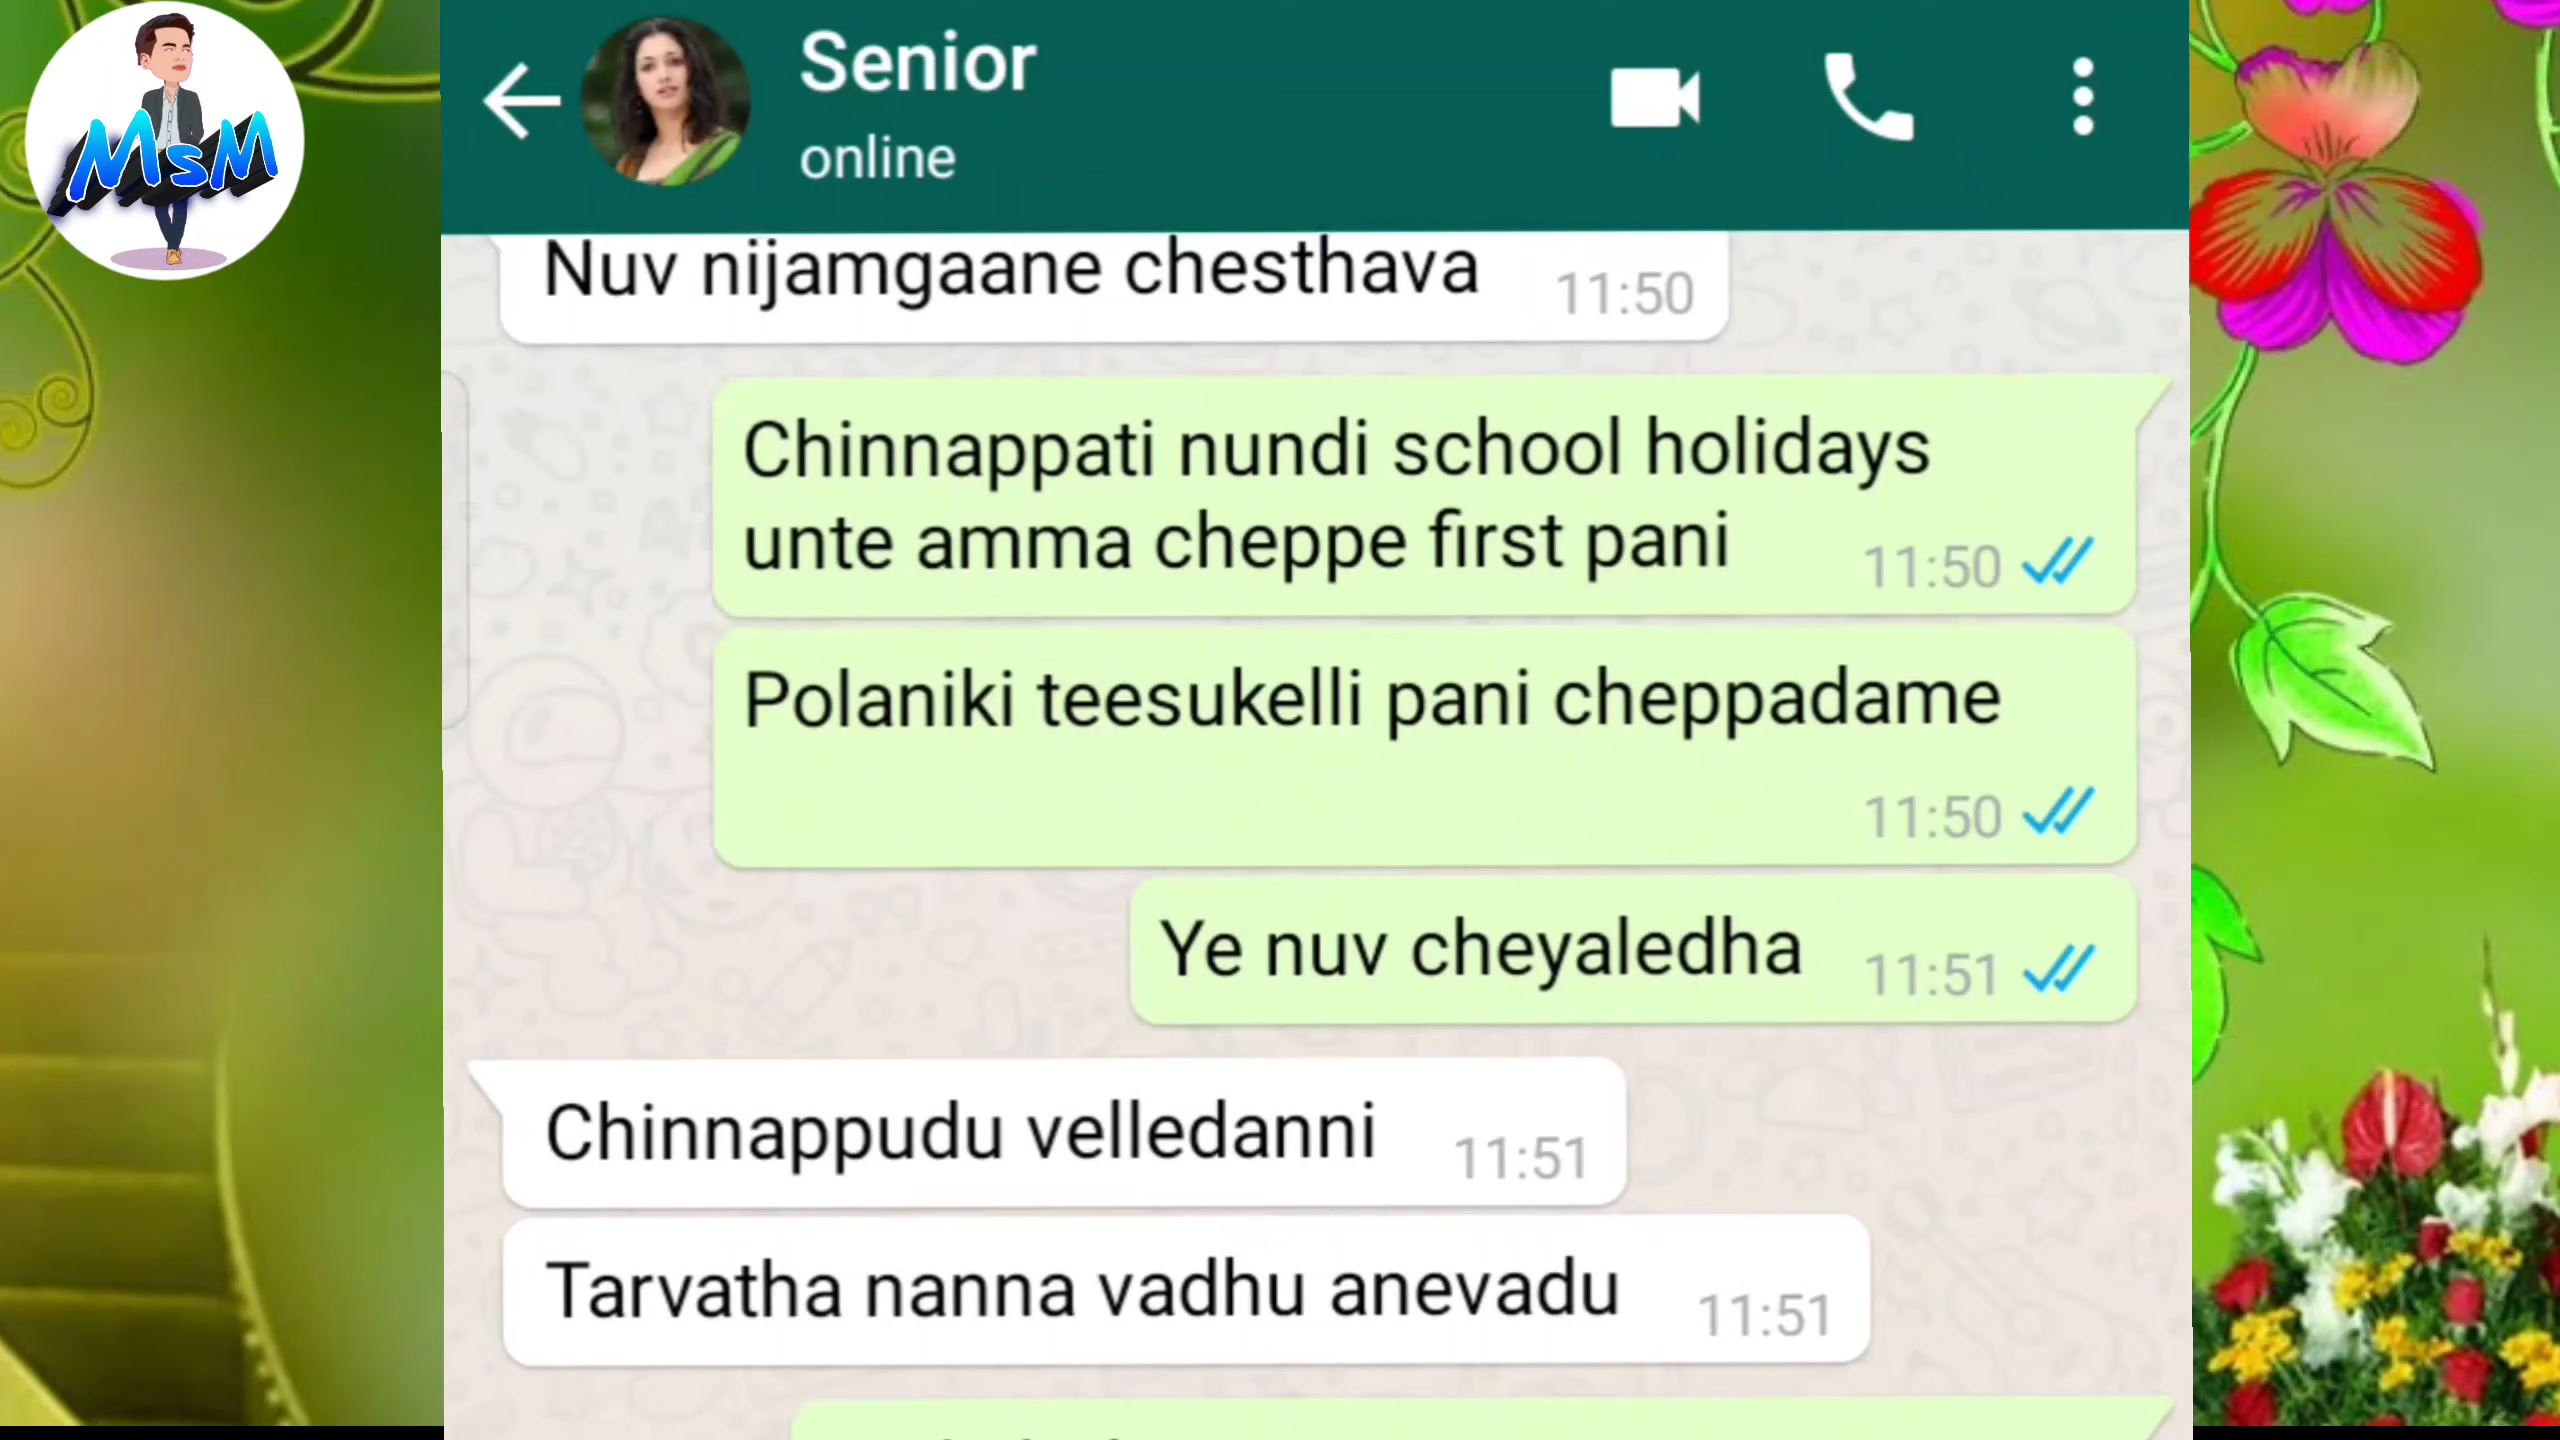 MsM
Senior
online
Nuv nijamgaane chesthava 11:50
Chinnappati nundi school holidays
unte amma cheppe first pani 11:50
Polaniki teesukelli pani cheppadame
11:50
Ye nuv cheyaledha 11:51
Chinnappudu velledanni 11:51
Tarvatha nanna vadhu anevadu 11:51